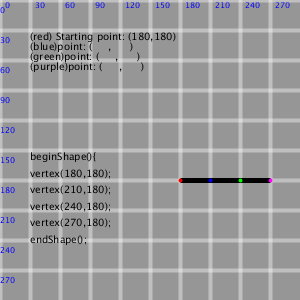 0 30 60 90 120 150 180 210 240 270
0
30
60
90
120
150
180
210
240
270
(red) Starting point: (180,180)
(blue)point: (    ,    )
(green)point: (    ,    )
(purple)point: (    ,    )
beginShape(){
vertex(180,180);
vertex(210,180);
vertex(240,180);
vertex(270,180);
endShape();